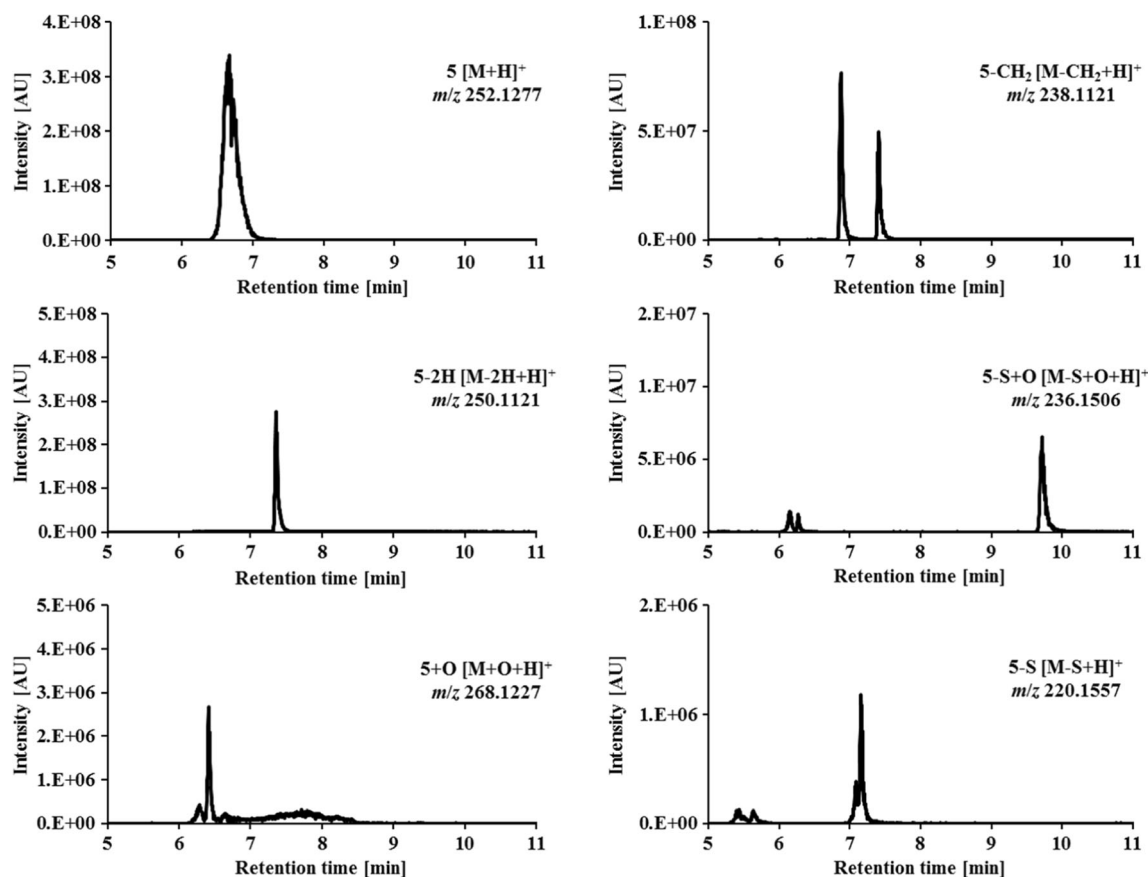 4.E+08
3.E+08
2.E+08
1.E+08
0.E+00
Intensity [AU]
5 [M+H]⁺
m/z 252.1277
5 6 7 8 9 10 11
Retention time [min]
1.E+08
5.E+07
0.E+00
Intensity [AU]
5-CH₂ [M-CH₂+H]⁺
m/z 238.1121
5 6 7 8 9 10 11
Retention time [min]
5.E+08
4.E+08
3.E+08
2.E+08
1.E+08
0.E+00
Intensity [AU]
5-2H [M-2H+H]⁺
m/z 250.1121
5 6 7 8 9 10 11
Retention time [min]
2.E+07
1.E+07
5.E+06
0.E+00
Intensity [AU]
5-S+O [M-S+O+H]⁺
m/z 236.1506
5 6 7 8 9 10 11
Retention time [min]
5.E+06
4.E+06
3.E+06
2.E+06
1.E+06
0.E+00
Intensity [AU]
5+O [M+O+H]⁺
m/z 268.1227
5 6 7 8 9 10 11
Retention time [min]
2.E+06
1.E+06
0.E+00
Intensity [AU]
5-S [M-S+H]⁺
m/z 220.1557
5 6 7 8 9 10 11
Retention time [min]